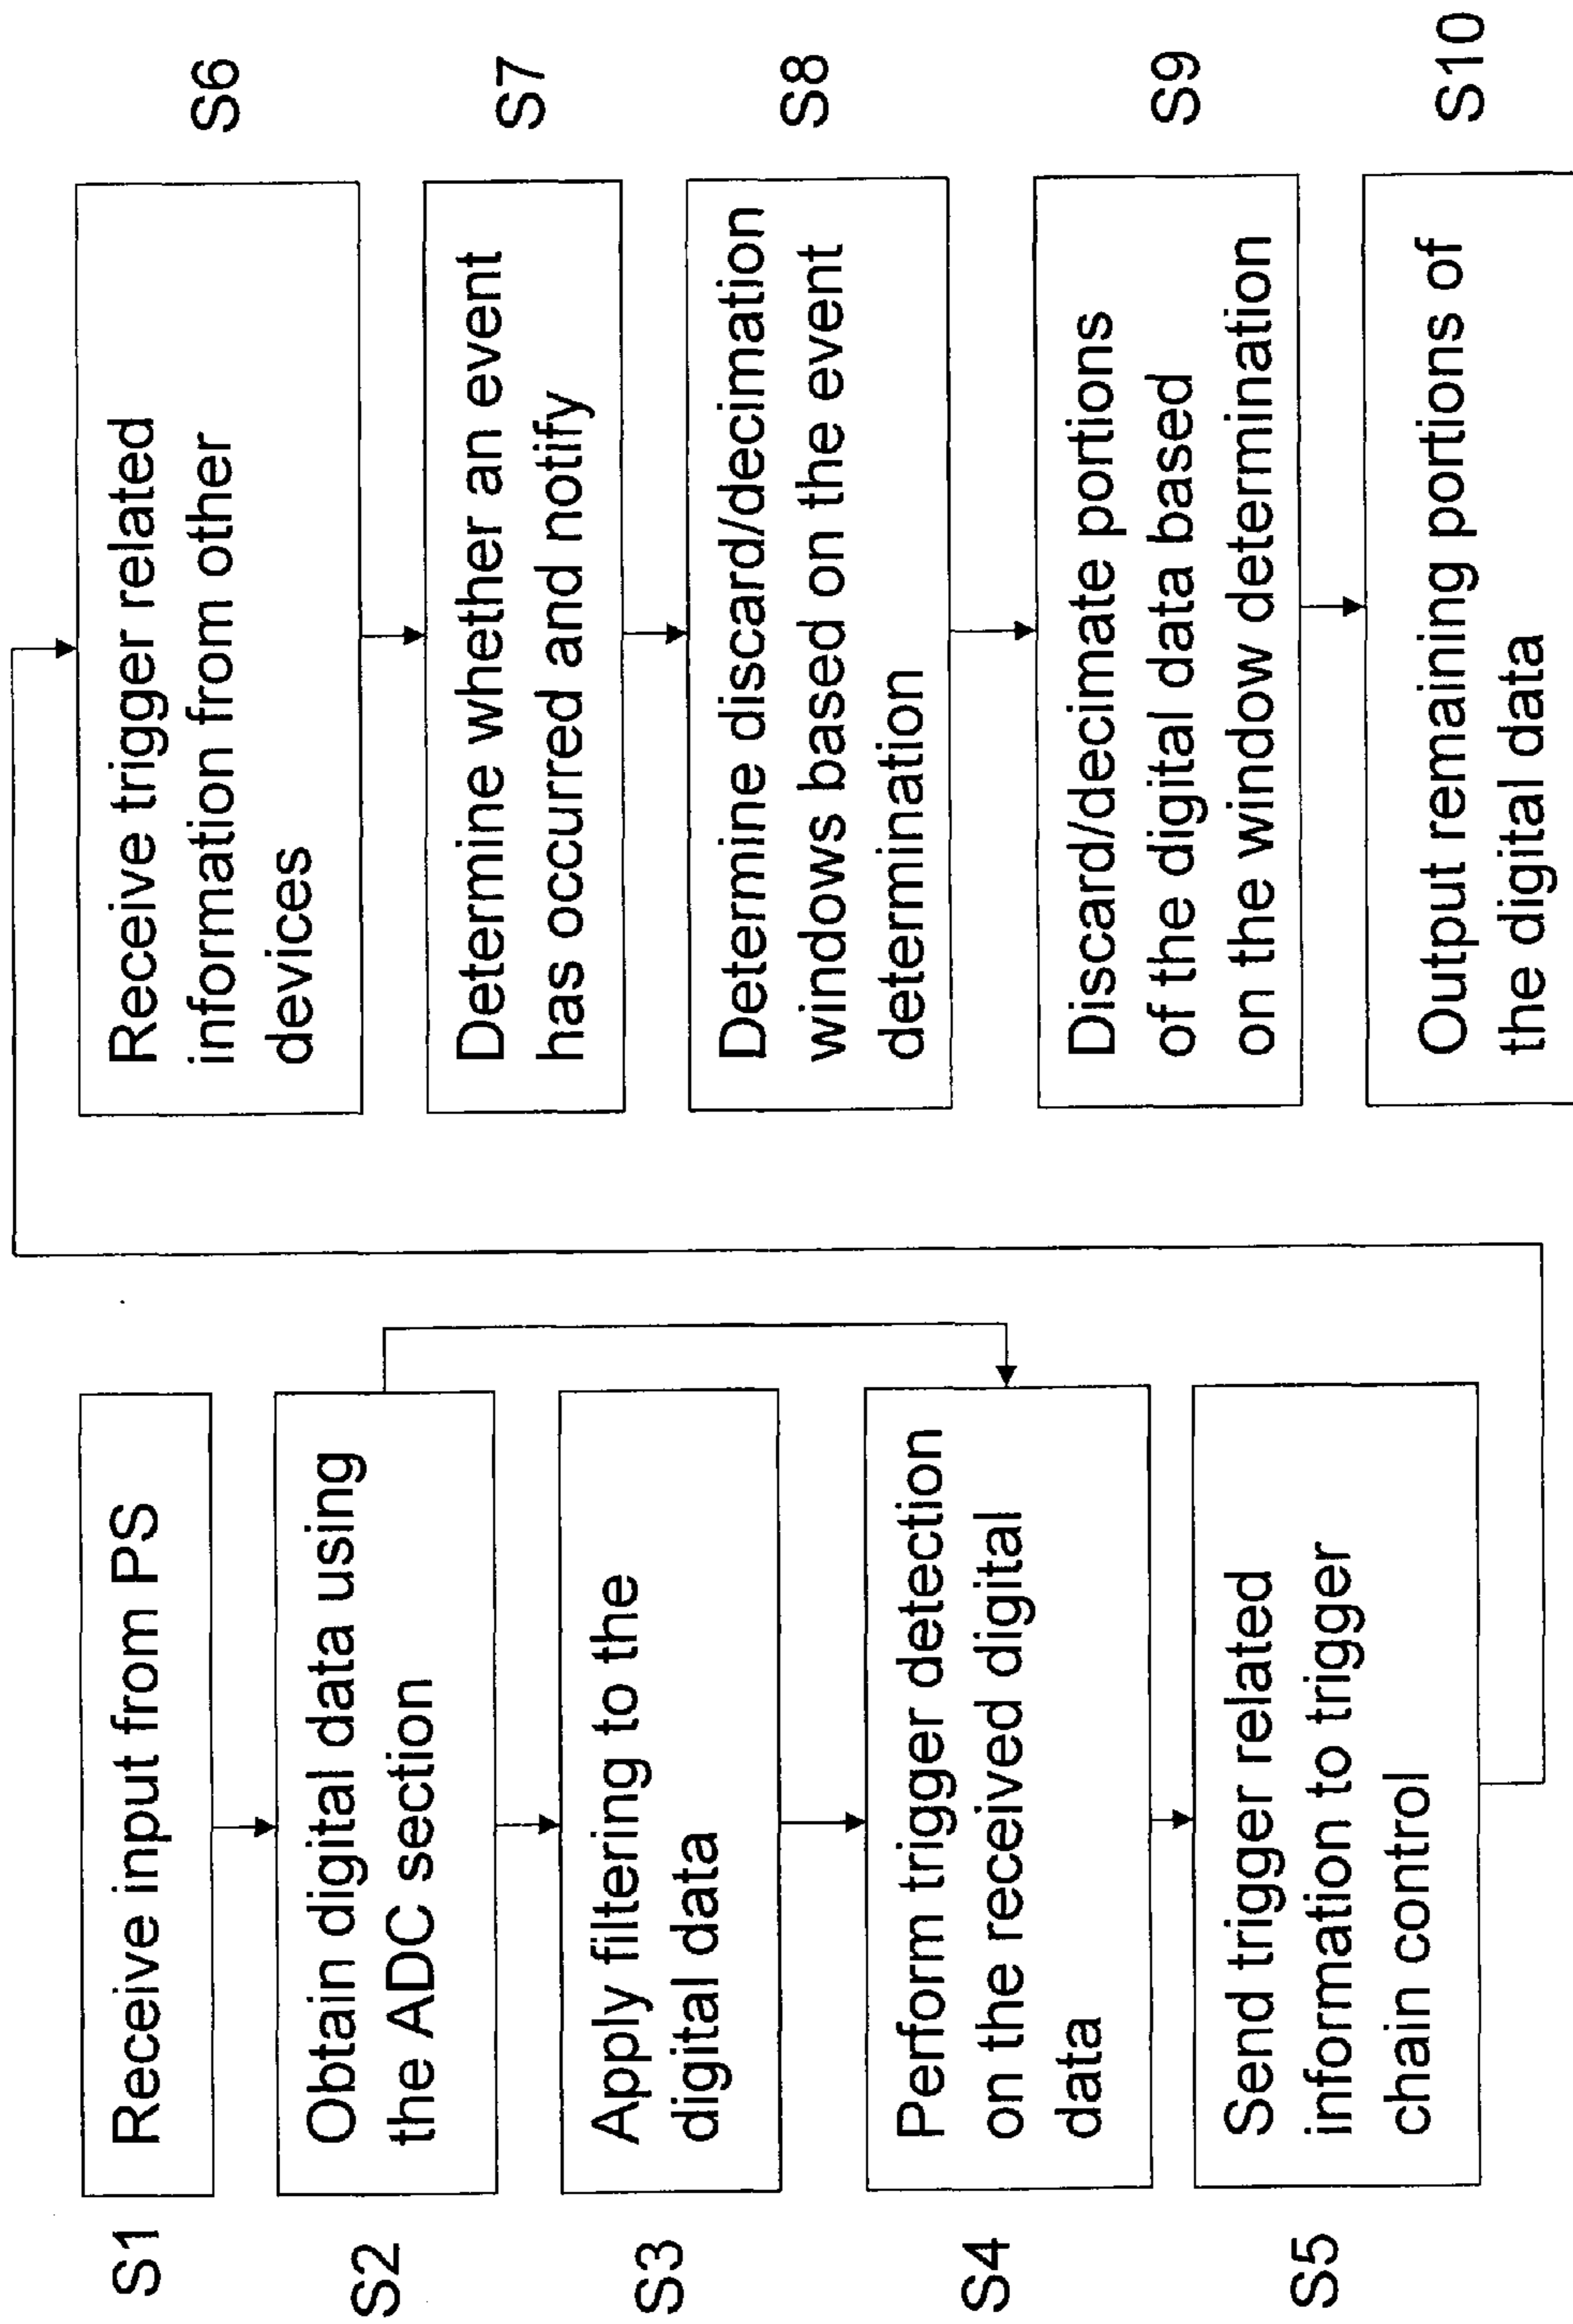 S1
Receive input from PS
S2
Obtain digital data using
the ADC section
S3
Apply filtering to the
digital data
S4
Perform trigger detection
on the received digital
data
S5
Send trigger related
information to trigger
chain control
Receive trigger related
information from other
devices
S6
Determine whether an event
has occurred and notify
S7
Determine discard/decimation
windows based on the event
determination
S8
Discard/decimate portions
of the digital data based
on the window determination
S9
Output remaining portions of
the digital data
S10